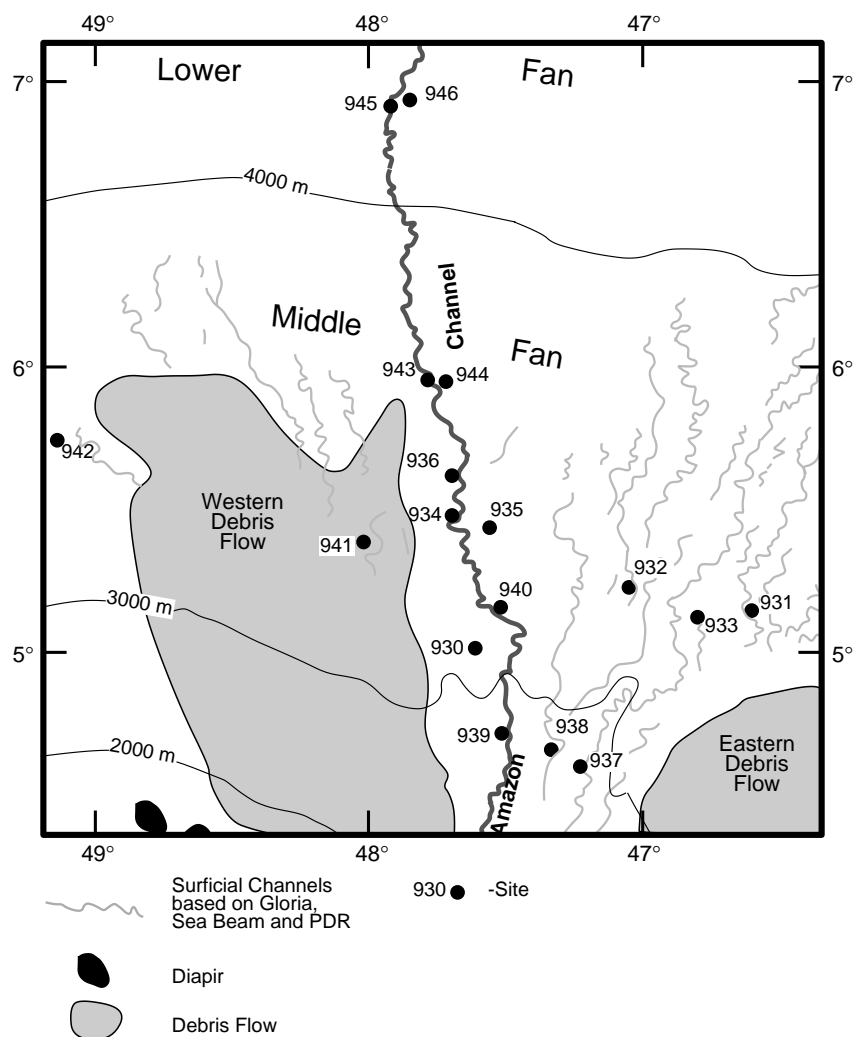 49°
48°
47°
7°
7°
Lower
Fan
945
946
4000 m
Channel
Middle
Fan
6°
6°
943
944
942
936
934
935
Western
Debris
Flow
941
932
931
933
940
3000 m
930
5°
5°
939
938
937
2000 m
Amazon
Eastern
Debris
Flow
49°
48°
47°
Surficial Channels
based on Gloria,
Sea Beam and PDR
930
-Site
Diapir
Debris Flow